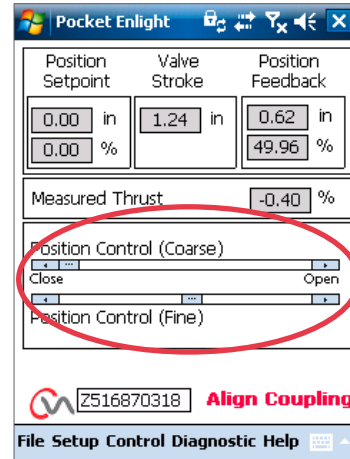 Pocket Enlight
Position Setpoint
Valve Stroke
Position Feedback
0.00 in
1.24 in
0.62 in
0.00 %
49.96 %
Measured Thrust -0.40 %
Position Control (Coarse)
Close Open
Position Control (Fine)
Z516870318 Align Coupling
File Setup Control Diagnostic Help